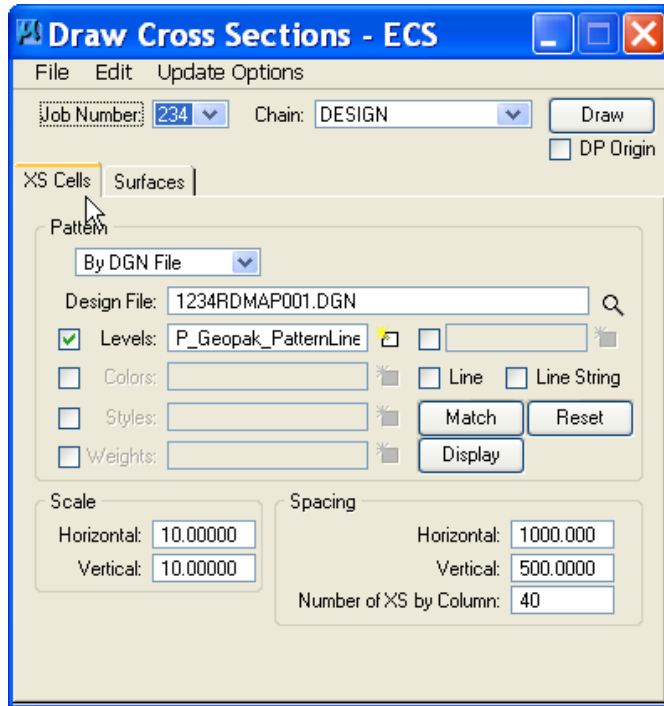 Draw Cross Sections - ECS
File Edit Update Options
Job Number: 234 Chain: DESIGN Draw
DP Origin
XS Cells Surfaces
Pattern
By DGN File
Design File: 1234RDMAP001.DGN
Levels: P_Geopak_PatternLine
Colors: Line Line String
Styles: Match Reset
Weights: Display
Scale Spacing
Horizontal: 10.00000 Horizontal: 1000.000
Vertical: 10.00000 Vertical: 500.0000
Number of XS by Column: 40